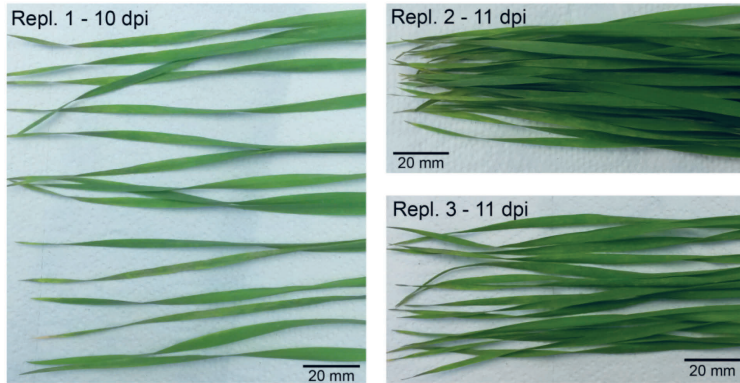 Repl. 1 - 10 dpi
20 mm
Repl. 2 - 11 dpi
20 mm
Repl. 3 - 11 dpi
20 mm